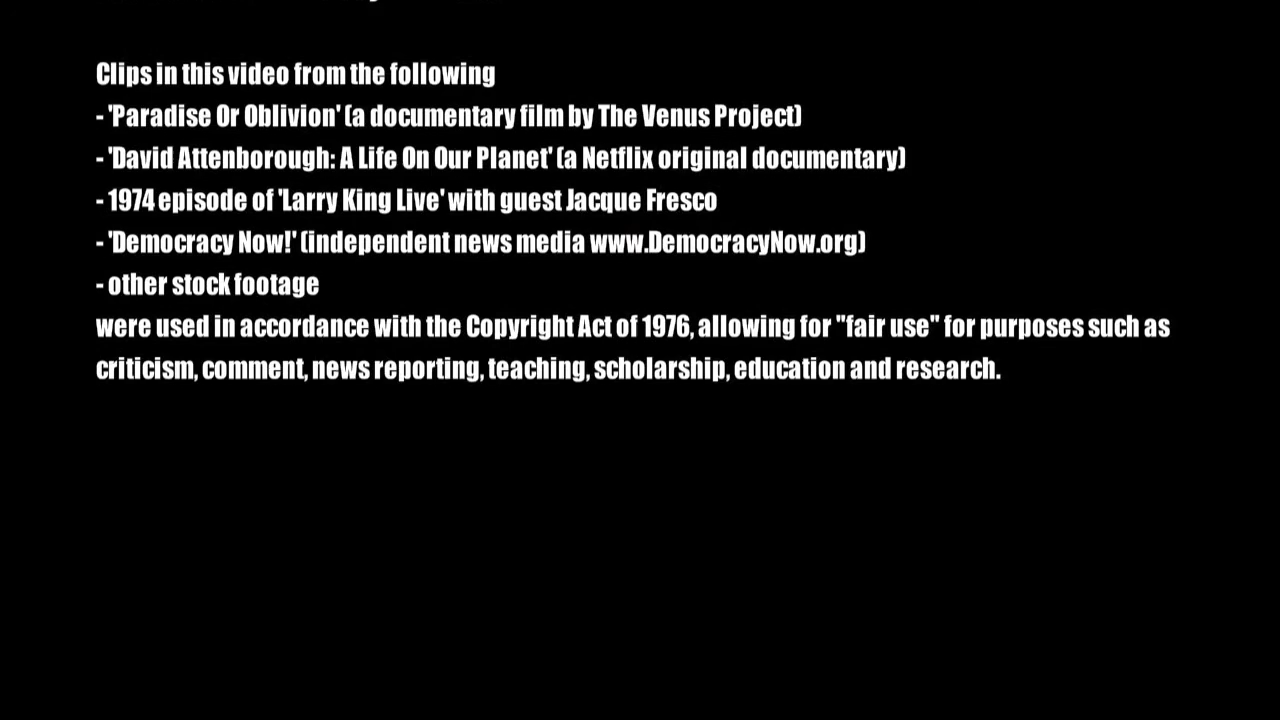 Clips in this video from the following
- 'Paradise Or Oblivion' (a documentary film by The Venus Project)
- 'David Attenborough: A Life On Our Planet' (a Netflix original documentary)
- 1974 episode of 'Larry King Live' with guest Jacque Fresco
- 'Democracy Now!' (independent news media www.DemocracyNow.org)
- other stock footage
were used in accordance with the Copyright Act of 1976, allowing for "fair use" for purposes such as
criticism, comment, news reporting, teaching, scholarship, education and research.